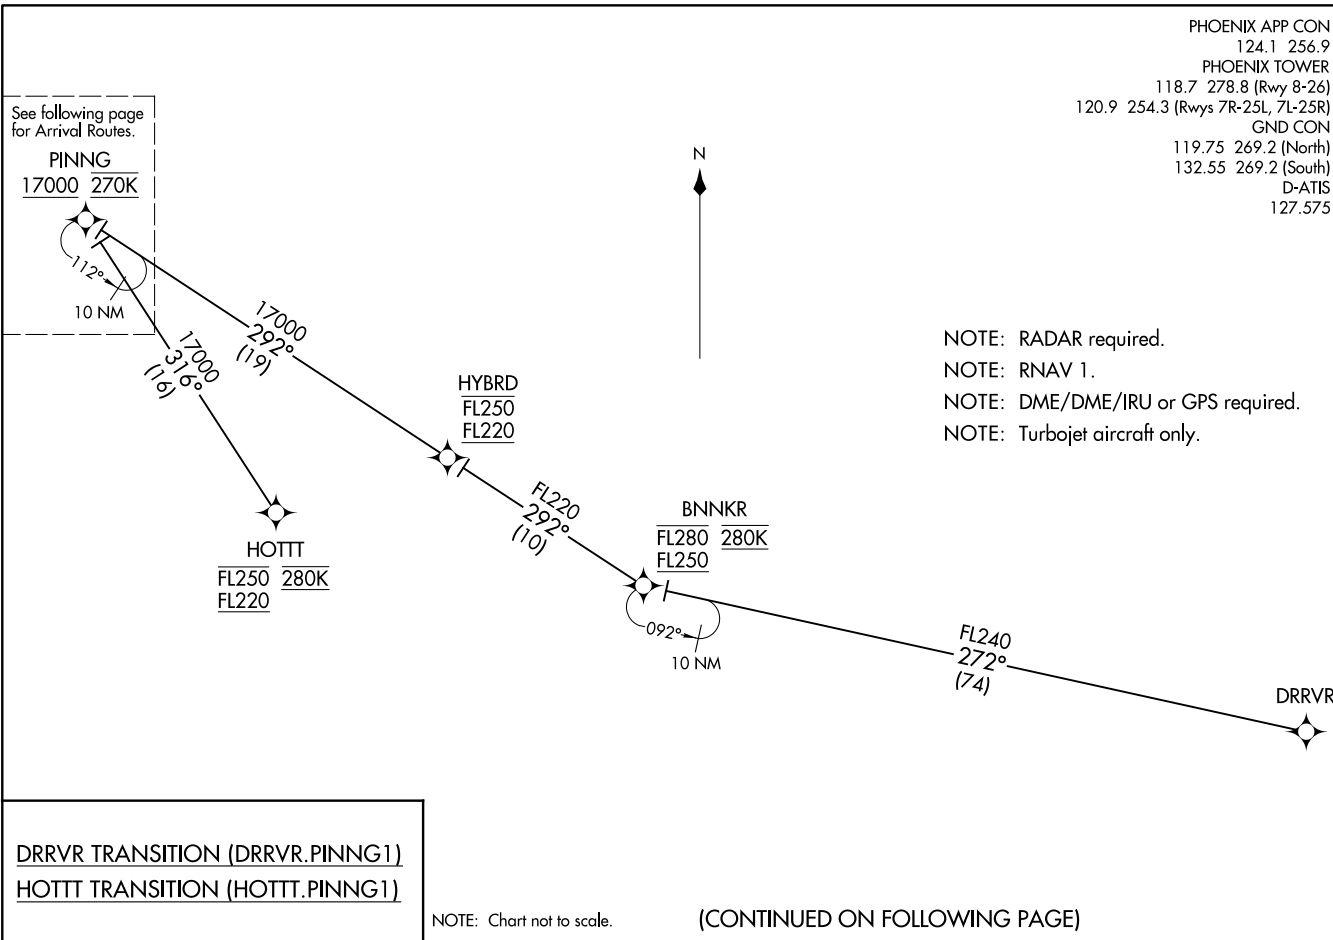 PHOENIX APP CON
124.1 256.9
PHOENIX TOWER
118.7 278.8 (Rwy 8-26)
120.9 254.3 (Rwys 7R-25L, 7L-25R)
GND CON
119.75 269.2 (North)
132.55 269.2 (South)
D-ATIS
127.575
See following page
for Arrival Routes.
PINNG
17000 270K
112°
10 NM
N
17000
292°
(19)
17000
316°
(16)
HYBRD
FL250
FL220
HOTTT
FL250 280K
FL220
FL220
292°
(10)
BNNKR
FL280 280K
FL250
092°
10 NM
FL240
272°
(74)
DRRVR
NOTE: RADAR required.
NOTE: RNAV 1.
NOTE: DME/DME/IRU or GPS required.
NOTE: Turbojet aircraft only.
DRRVR TRANSITION (DRRVR.PINNG1)
HOTTT TRANSITION (HOTTT.PINNG1)
NOTE: Chart not to scale.
(CONTINUED ON FOLLOWING PAGE)